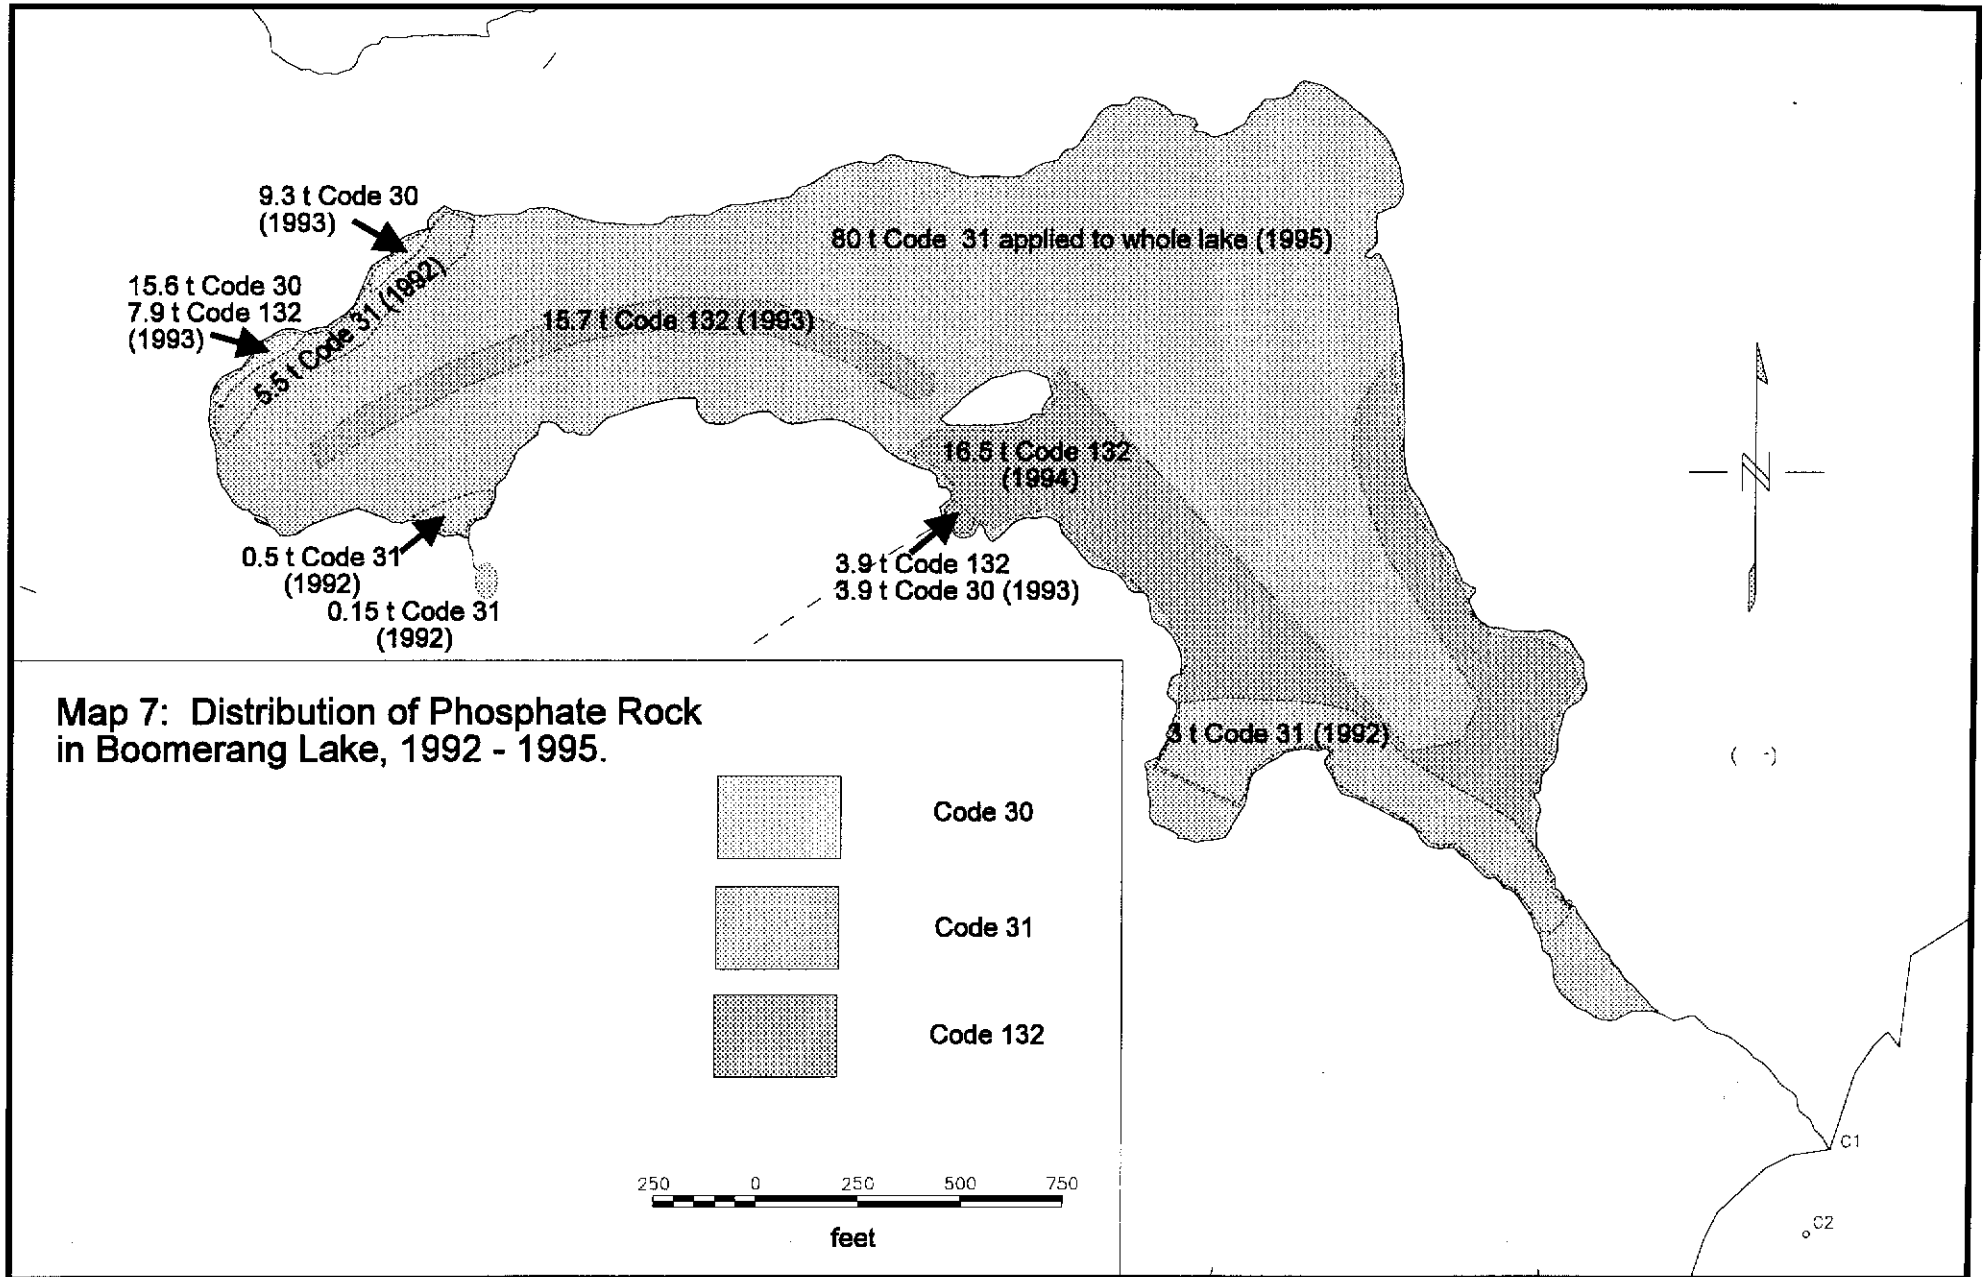 9.3 t Code 30
(1993)
80 t Code 31 applied to whole lake (1995)
15.6 t Code 30
7.9 t Code 132
(1993)
5.5 t Code 31 (1992)
15.7 t Code 132 (1993)
16.5 t Code 132
(1994)
0.5 t Code 31
(1992)
0.15 t Code 31
(1992)
3.9 t Code 132
3.9 t Code 30 (1993)
N
3 t Code 31 (1992)
Map 7: Distribution of Phosphate Rock
in Boomerang Lake, 1992 - 1995.
Code 30
Code 31
Code 132
250 0 250 500 750
feet
C1
C2